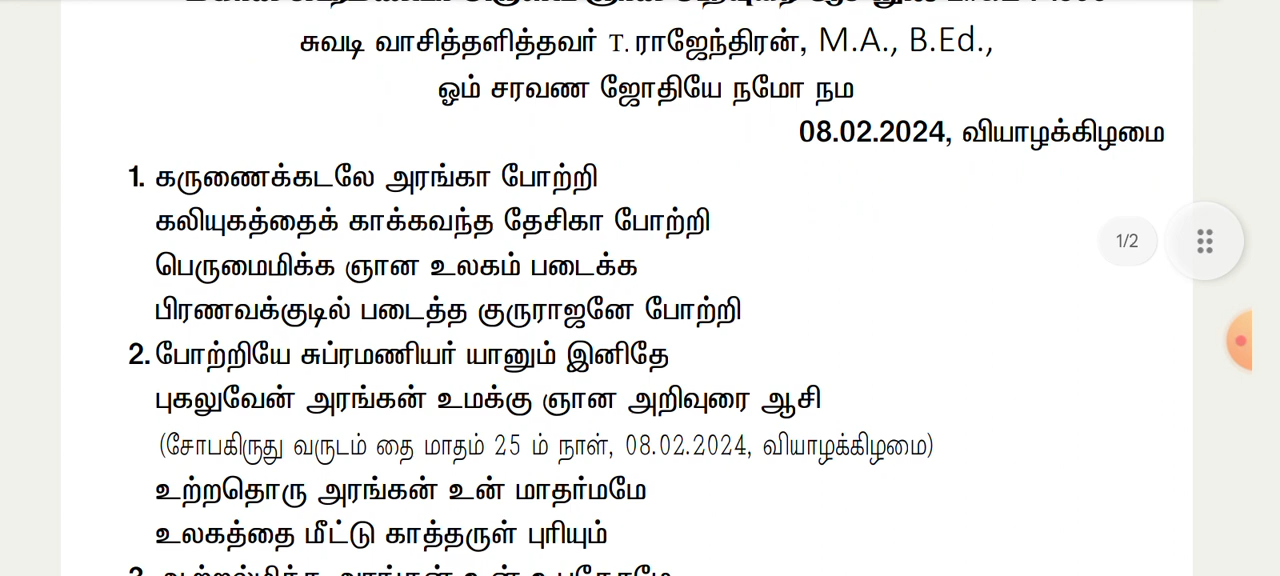 சுவடி வாசித்தளித்தவர் T. ராஜேந்திரன், M.A., B.Ed.,
ஓம் சரவண ஜோதியே நமோ நம
08.02.2024, வியாழக்கிழமை
1. கருணைக்கடலே அரங்கா போற்றி
கலியுகத்தைக் காக்கவந்த தேசிகா போற்றி
1/2
பெருமைமிக்க ஞான உலகம் படைக்க
பிரணவக்குடில் படைத்த குருராஜனே போற்றி
2. போற்றியே சுப்ரமணியர் யானும் இனிதே
புகலுவேன் அரங்கன் உமக்கு ஞான அறிவுரை ஆசி
(சோபகிருது வருடம் தை மாதம் 25 ம் நாள், 08.02.2024, வியாழக்கிழமை)
உற்றதொரு அரங்கன் உன் மாதர்மமே
உலகத்தை மீட்டு காத்தருள் புரியும்